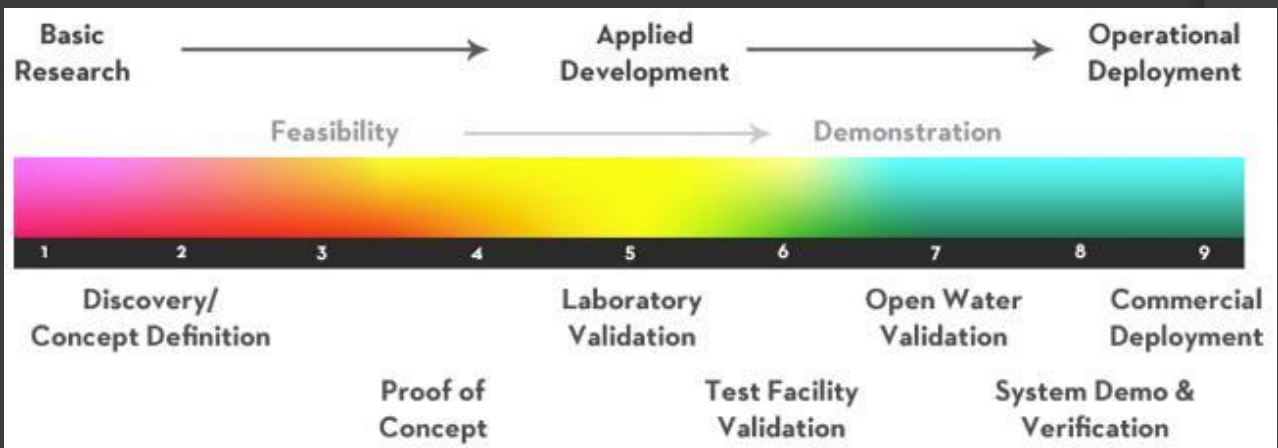 Basic
Research
Applied
Development
Operational
Deployment
Feasibility
Demonstration
1 2 3 4 5 6 7 8 9
Discovery/
Concept Definition
Laboratory
Validation
Open Water
Validation
Commercial
Deployment
Proof of
Concept
Test Facility
Validation
System Demo &
Verification